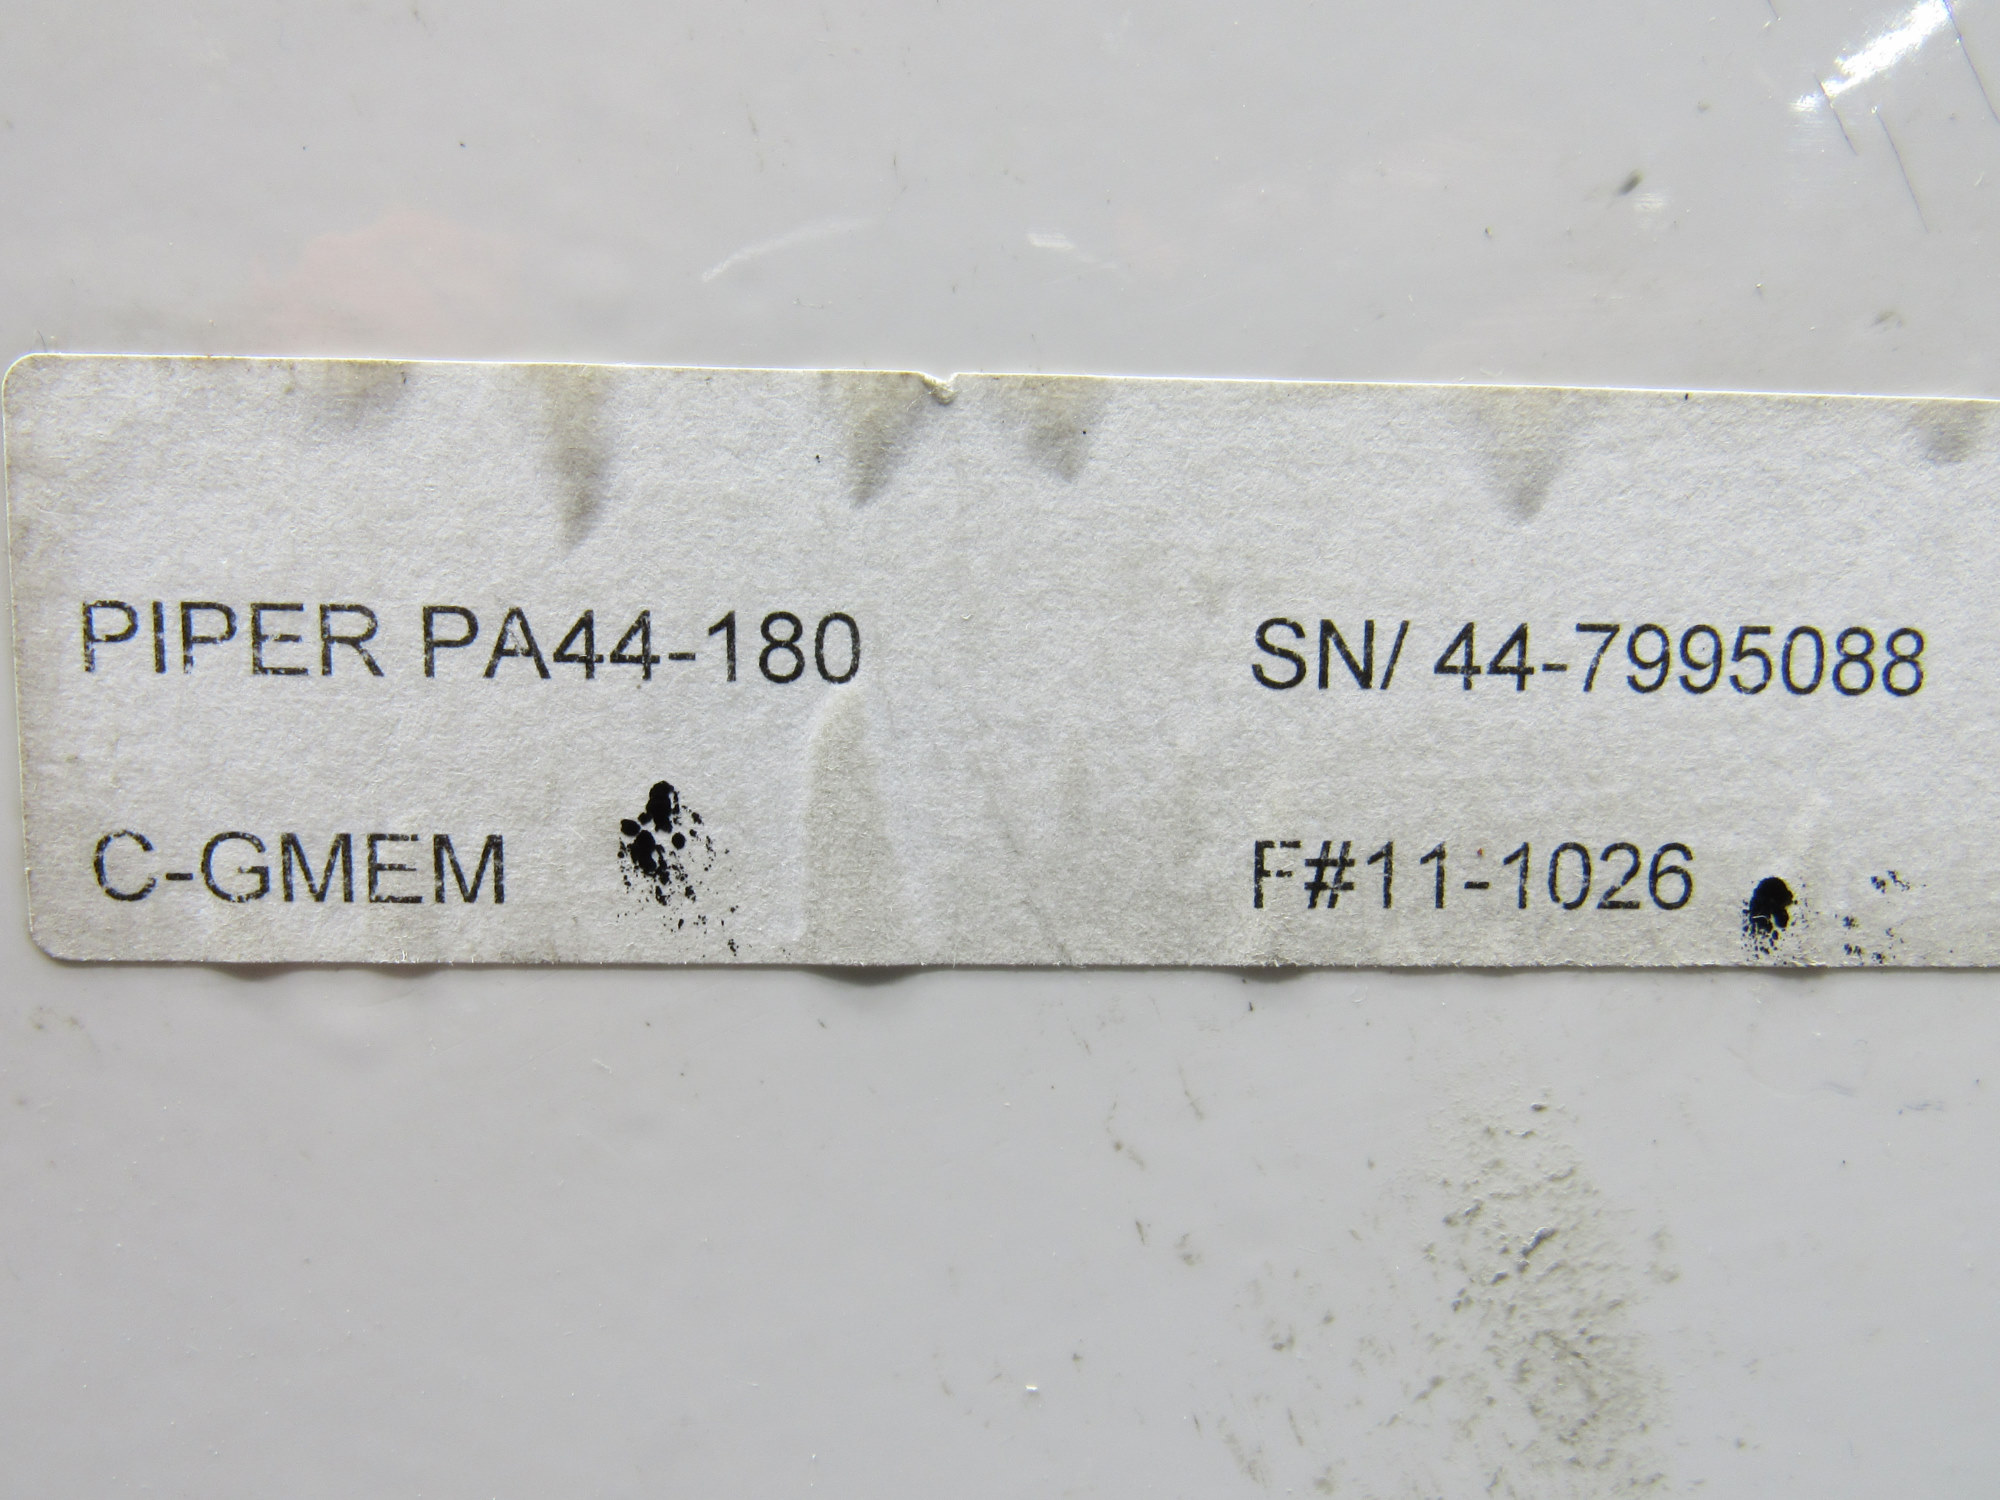 PIPER PA44-180 SN/ 44-7995088
C-GMEM F#11-1026